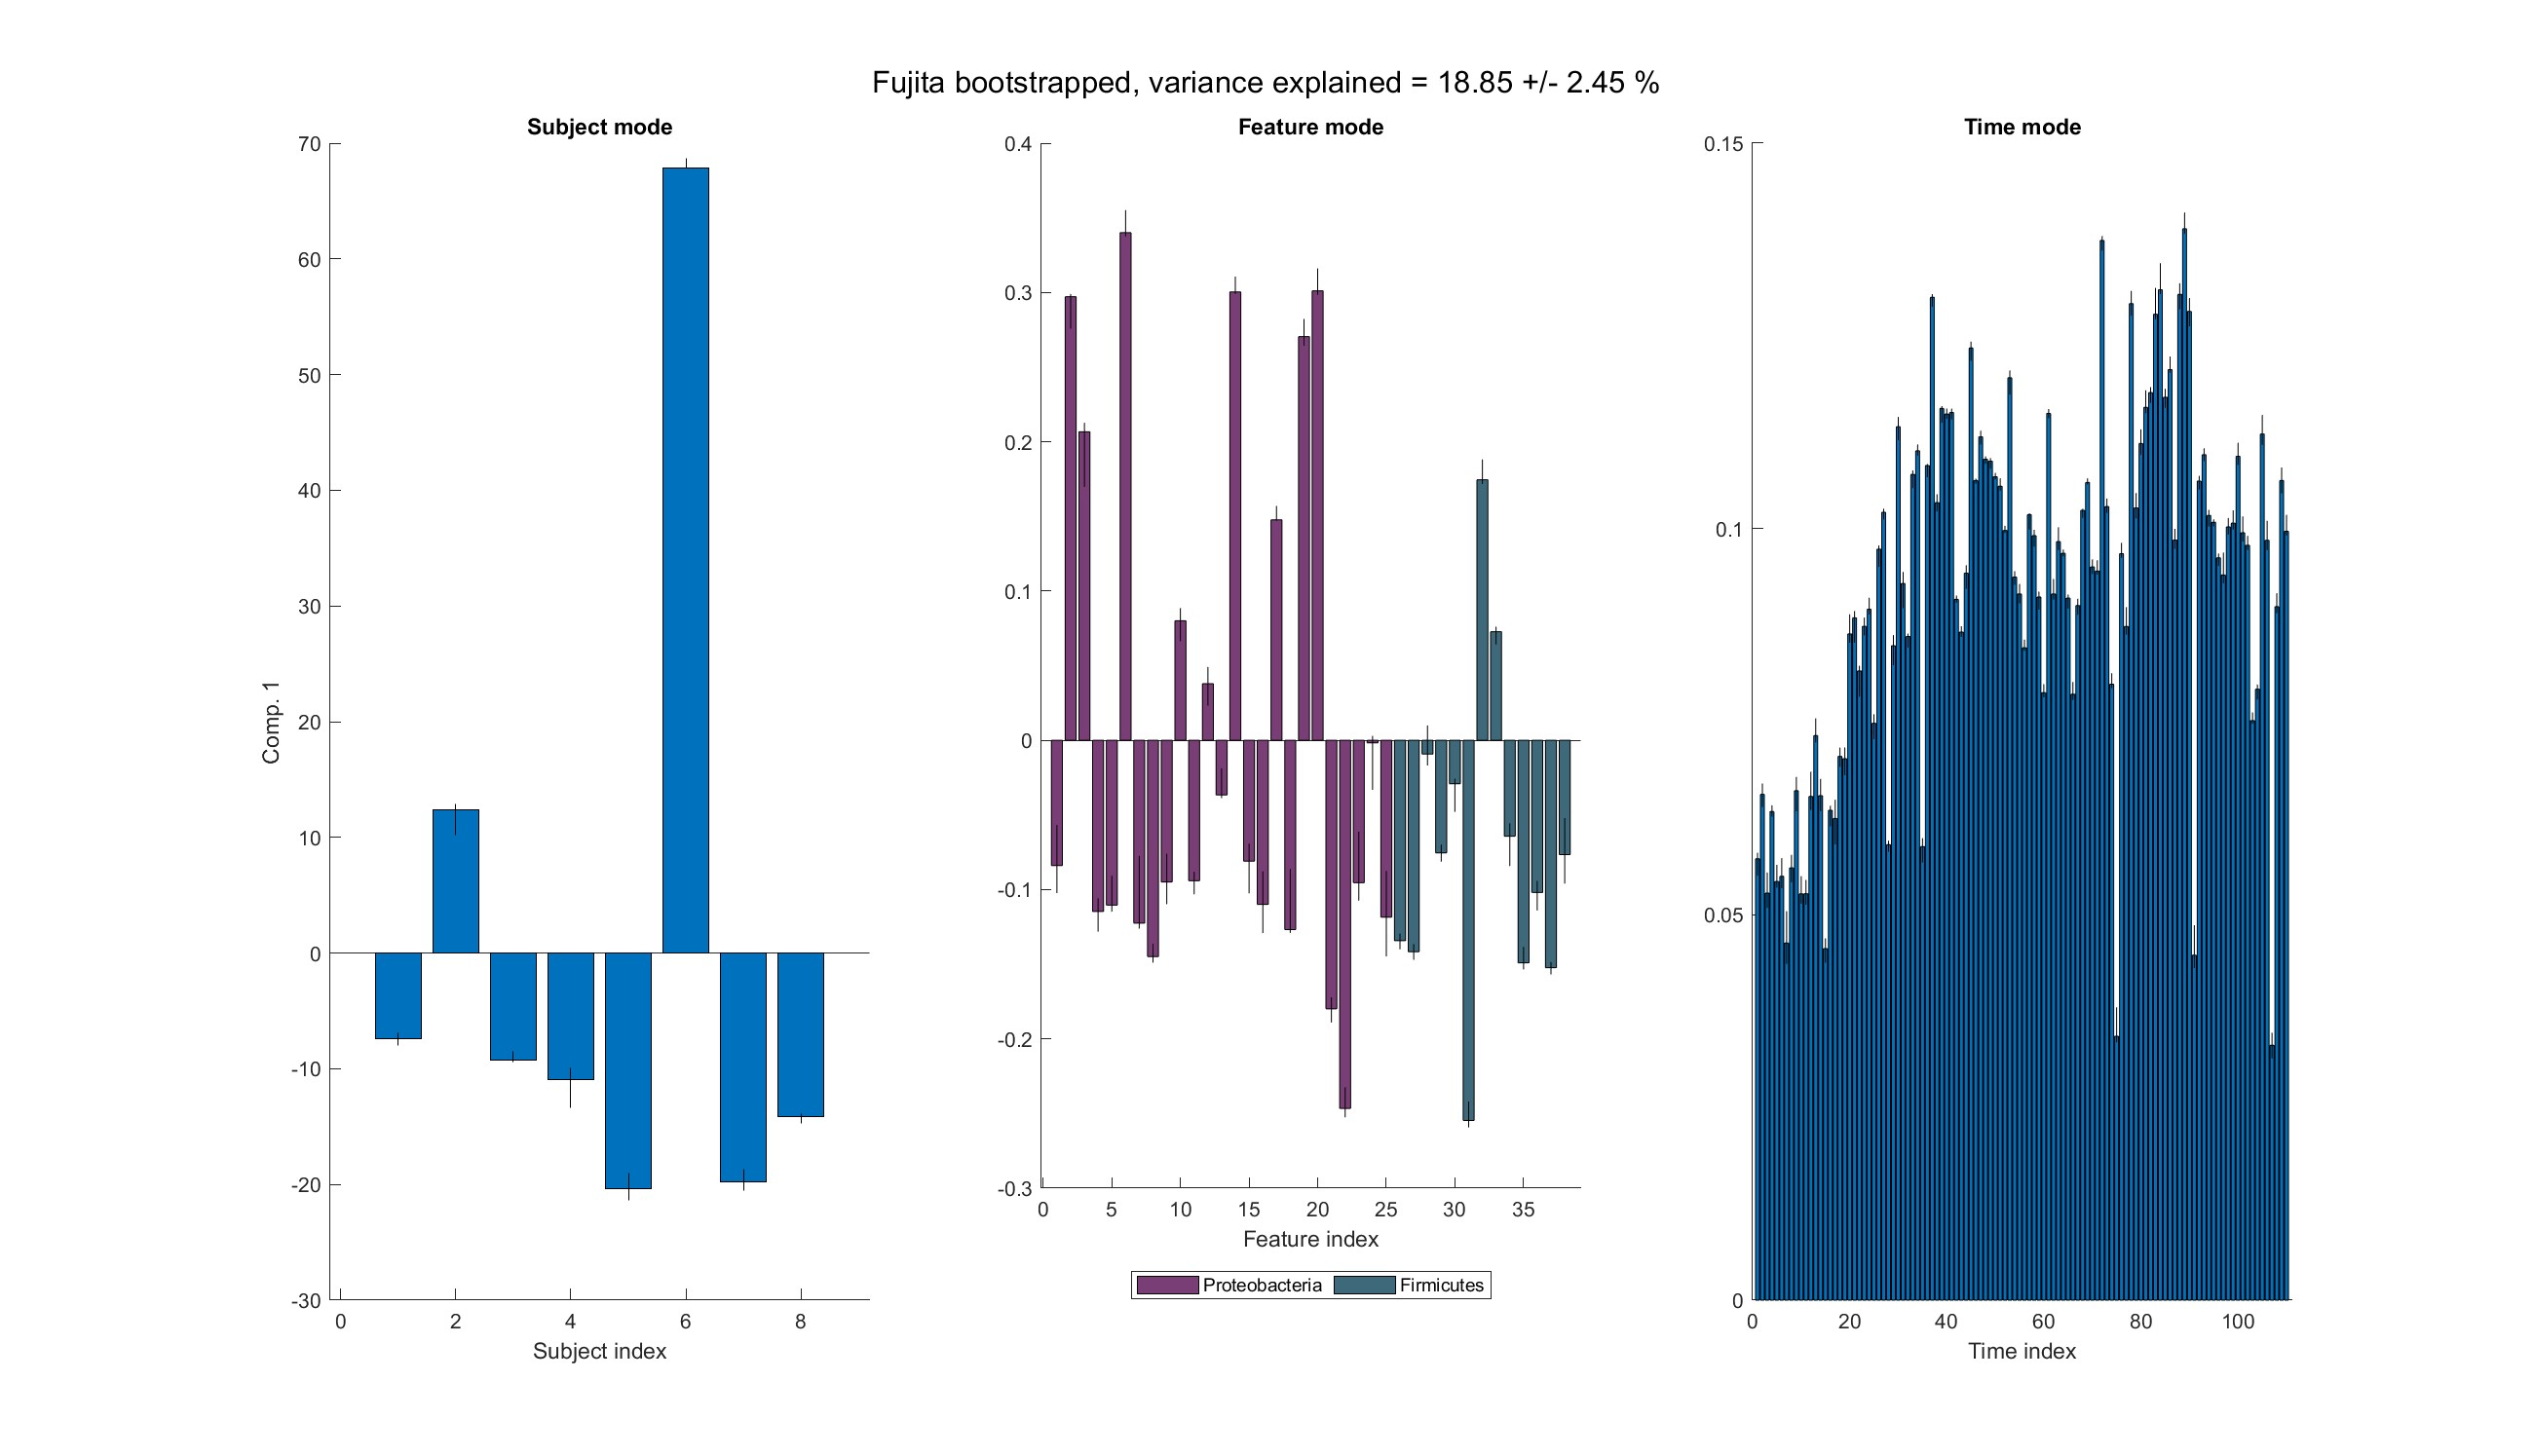 Fujita bootstrapped, variance explained = 18.85 +/- 2.45 %
Subject mode
70
60
50
40
30
20
10
0
-10
-20
-30
Comp. 1
0 2 4 6 8
Subject index
Feature mode
0.4
0.3
0.2
0.1
0
-0.1
-0.2
-0.3
0 5 10 15 20 25 30 35
Feature index
Proteobacteria Firmicutes
Time mode
0.15
0.1
0.05
0
0 20 40 60 80 100
Time index